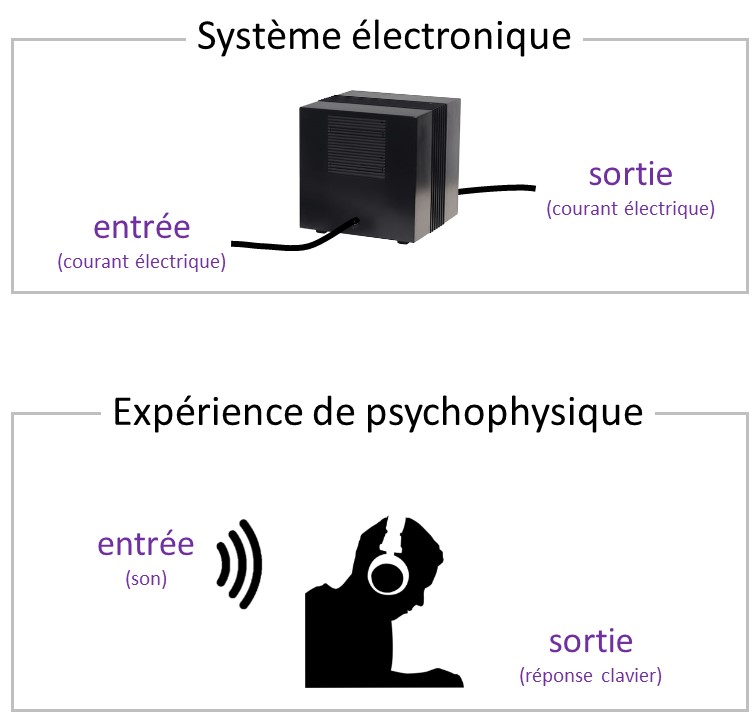 Système électronique
sortie
(courant électrique)
entrée
(courant électrique)
Expérience de psychophysique
entrée
(son)
sortie
(réponse clavier)